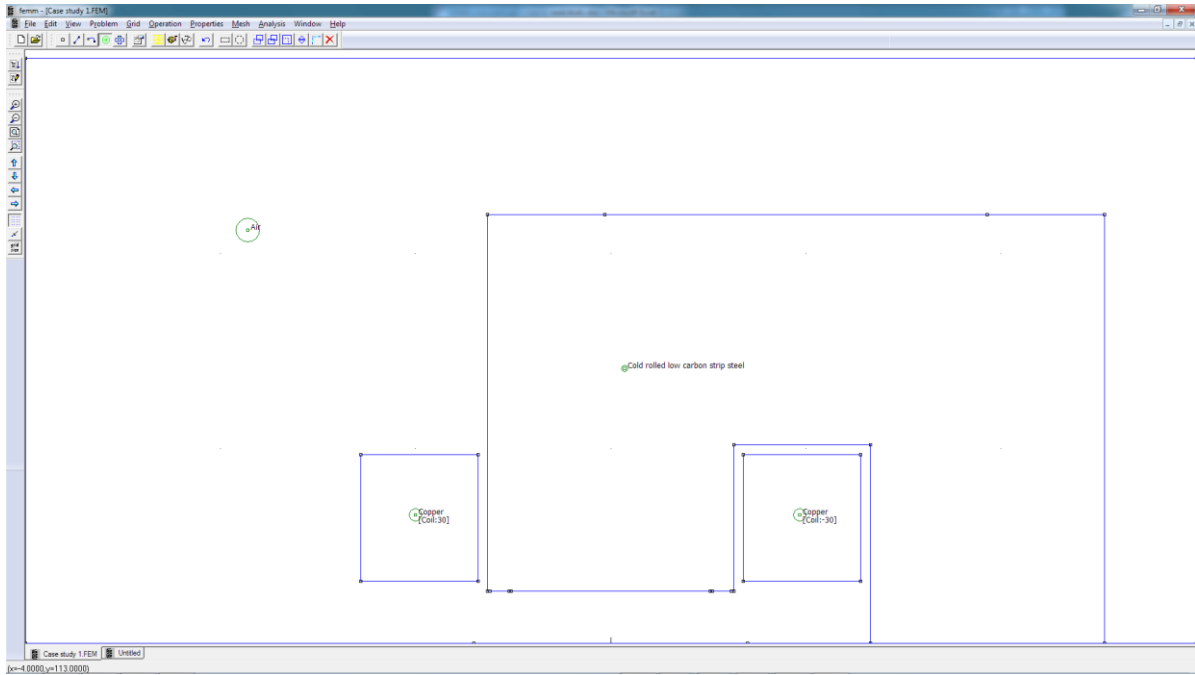 femm - [Case study 1.FEM]
File Edit View Problem Grid Operation Properties Mesh Analysis Window Help
Air
Cold rolled low carbon strip steel
Copper
[Coil:30]
Copper
[Coil:-30]
Case study 1.FEM Untitled
(x=-4.0000,y=113.0000)